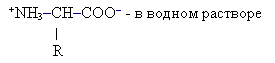 ⁺NH₃–CH–COO⁻ - в водном растворе
|
R